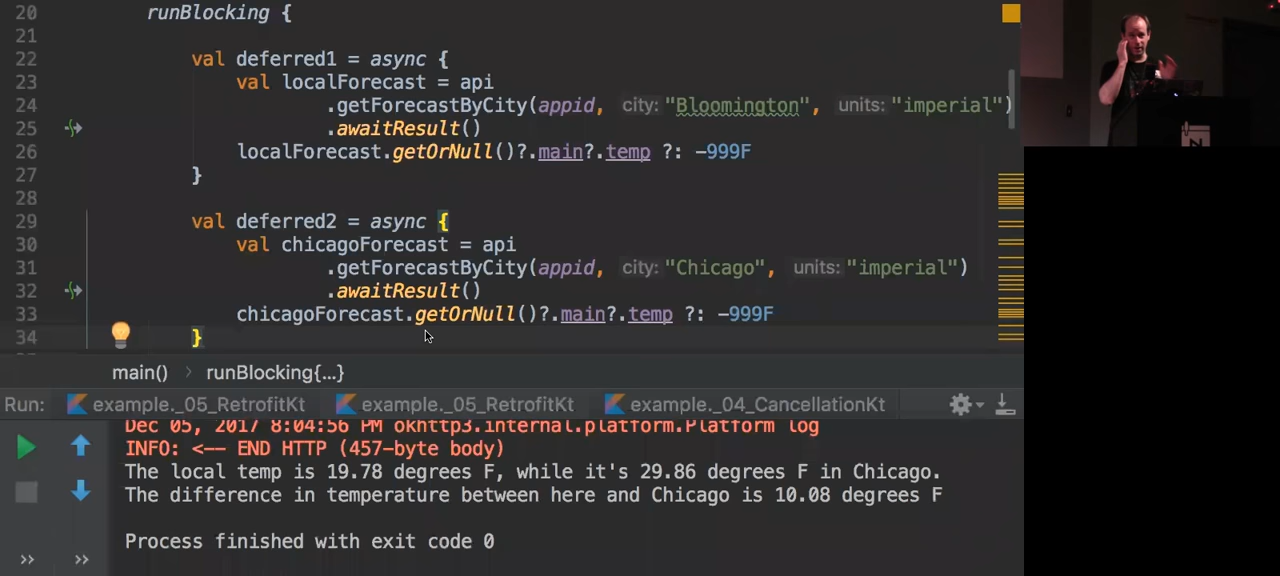 20 runBlocking {
21
22 val deferred1 = async {
23 val localForecast = api
24 .getForecastByCity(appid, city: "Bloomington", units: "imperial")
25 .awaitResult()
26 localForecast.getOrNull()?.main?.temp ?: -999F
27 }
28
29 val deferred2 = async {
30 val chicagoForecast = api
31 .getForecastByCity(appid, city: "Chicago", units: "imperial")
32 .awaitResult()
33 chicagoForecast.getOrNull()?.main?.temp ?: -999F
34 }
main() › runBlocking{...}
Run: example._05_RetrofitKt example._05_RetrofitKt example._04_CancellationKt
Dec 05, 2017 8:04:56 PM okhttp3.internal.platform.Platform log
INFO: <-- END HTTP (457-byte body)
The local temp is 19.78 degrees F, while it's 29.86 degrees F in Chicago.
The difference in temperature between here and Chicago is 10.08 degrees F
Process finished with exit code 0